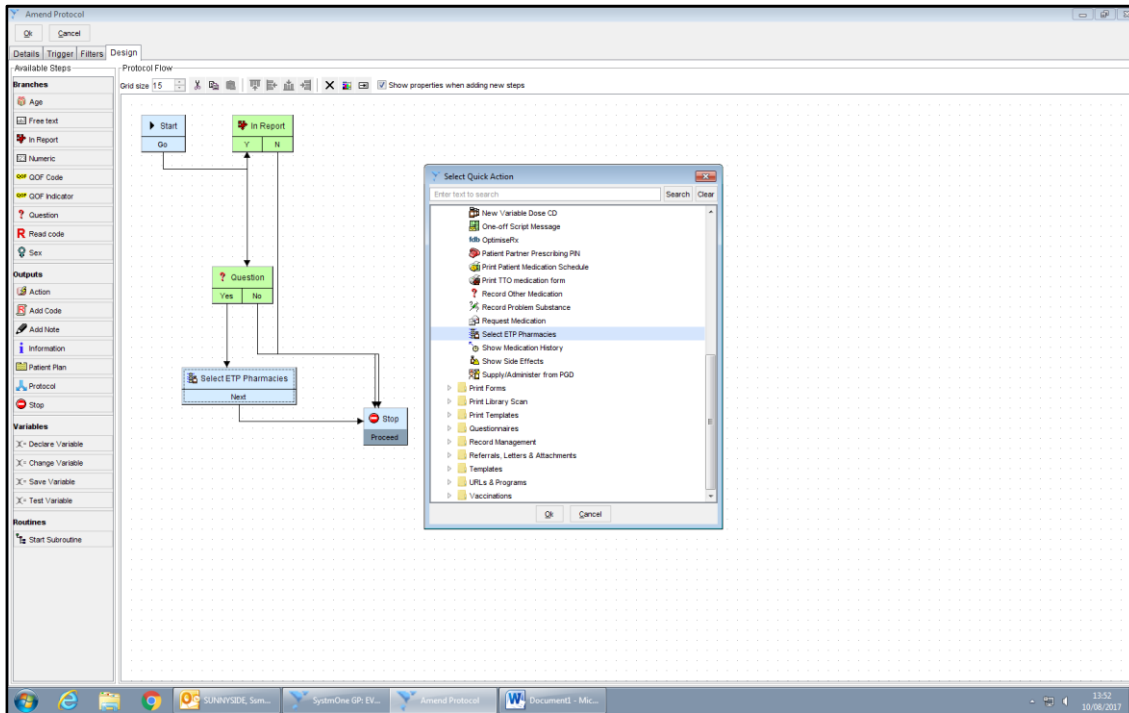 Amend Protocol
Ok Cancel
Details Trigger Filters Design
Available Steps
Branches
Age
Free text
In Report
Numeric
QOF QOF Code
QOF QOF Indicator
? Question
R Read code
Sex
Outputs
Action
Add Code
Add Note
i Information
Patient Plan
Protocol
Stop
Variables
X= Declare Variable
X= Change Variable
X= Save Variable
X= Test Variable
Routines
Start Subroutine
Protocol Flow
Grid size 15 Show properties when adding new steps
Start
Go
In Report
Y N
? Question
Yes No
Select ETP Pharmacies
Next
Stop
Proceed
Select Quick Action
Enter text to search Search Clear
New Variable Dose CD
One-off Script Message
fdb OptimiseRx
Patient Partner Prescribing PIN
Print Patient Medication Schedule
Print TTO medication form
? Record Other Medication
Record Problem Substance
Request Medication
Select ETP Pharmacies
Show Medication History
Show Side Effects
Supply/Administer from PGD
Print Forms
Print Library Scan
Print Templates
Questionnaires
Record Management
Referrals, Letters & Attachments
Templates
URLs & Programs
Vaccinations
Ok Cancel
SUNNYSIDE, Ssm...
SystmOne GP: EV...
Amend Protocol
Document1 - Mic...
13:52
10/08/2017